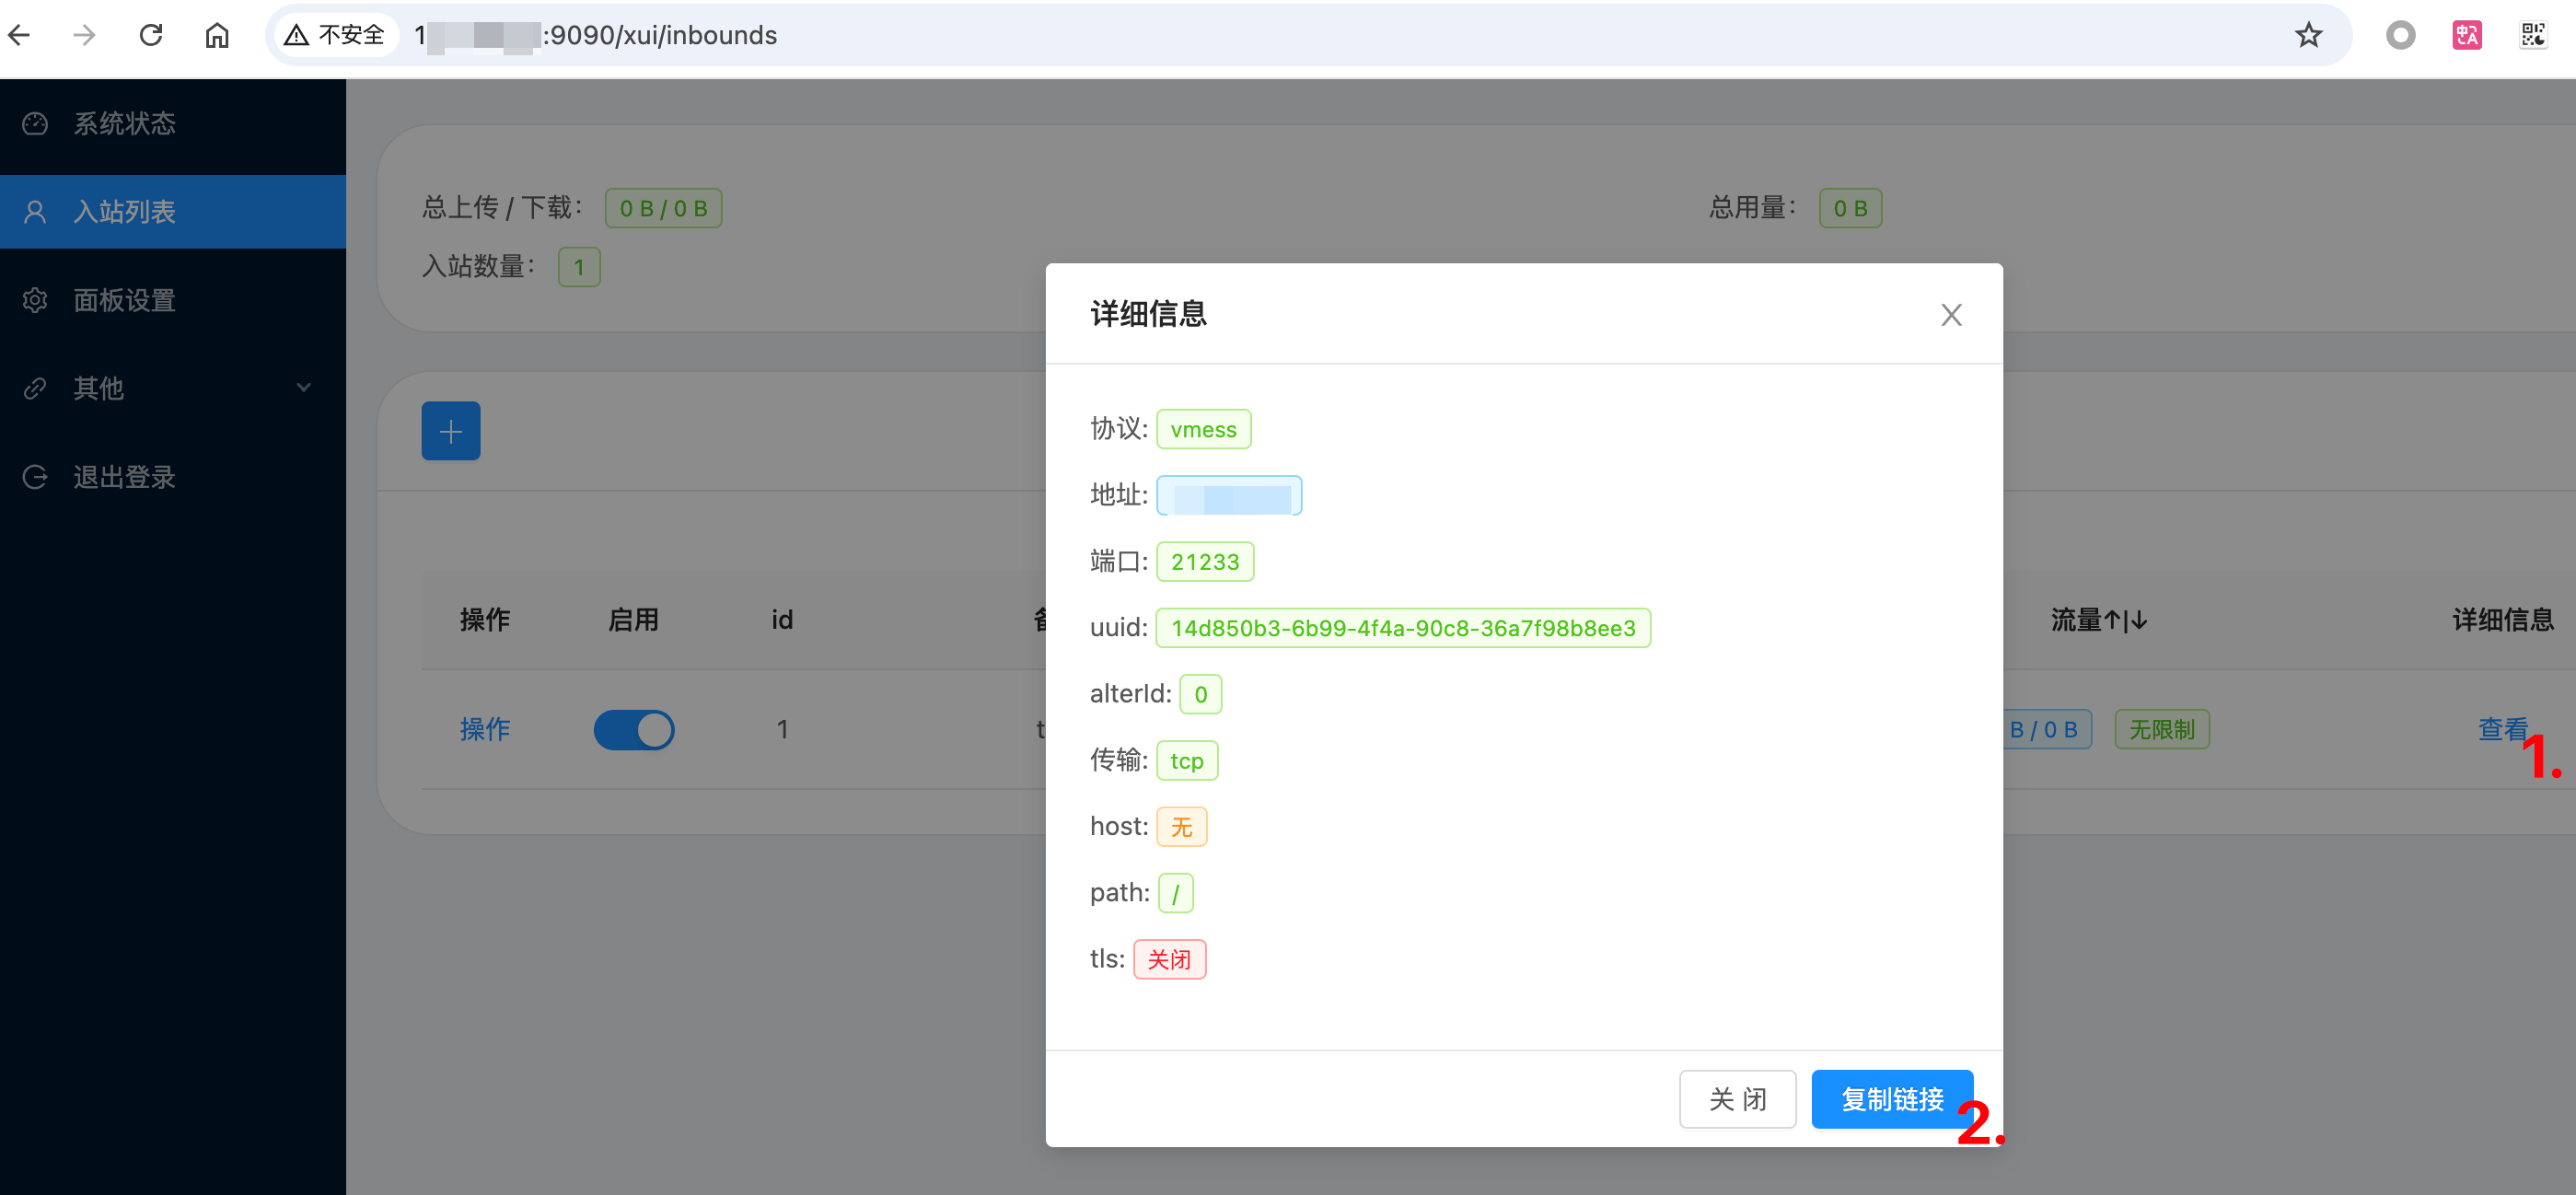 不安全 1 :9090/xui/inbounds
系统状态
入站列表
面板设置
其他
退出登录
总上传 / 下载： 0 B / 0 B
总用量： 0 B
入站数量： 1
操作 启用 id 流量↑|↓ 详细信息
操作 1 B / 0 B 无限制 查看
1.
详细信息
协议: vmess
地址:
端口: 21233
uuid: 14d850b3-6b99-4f4a-90c8-36a7f98b8ee3
alterId: 0
传输: tcp
host: 无
path: /
tls: 关闭
关 闭 复制链接
2.